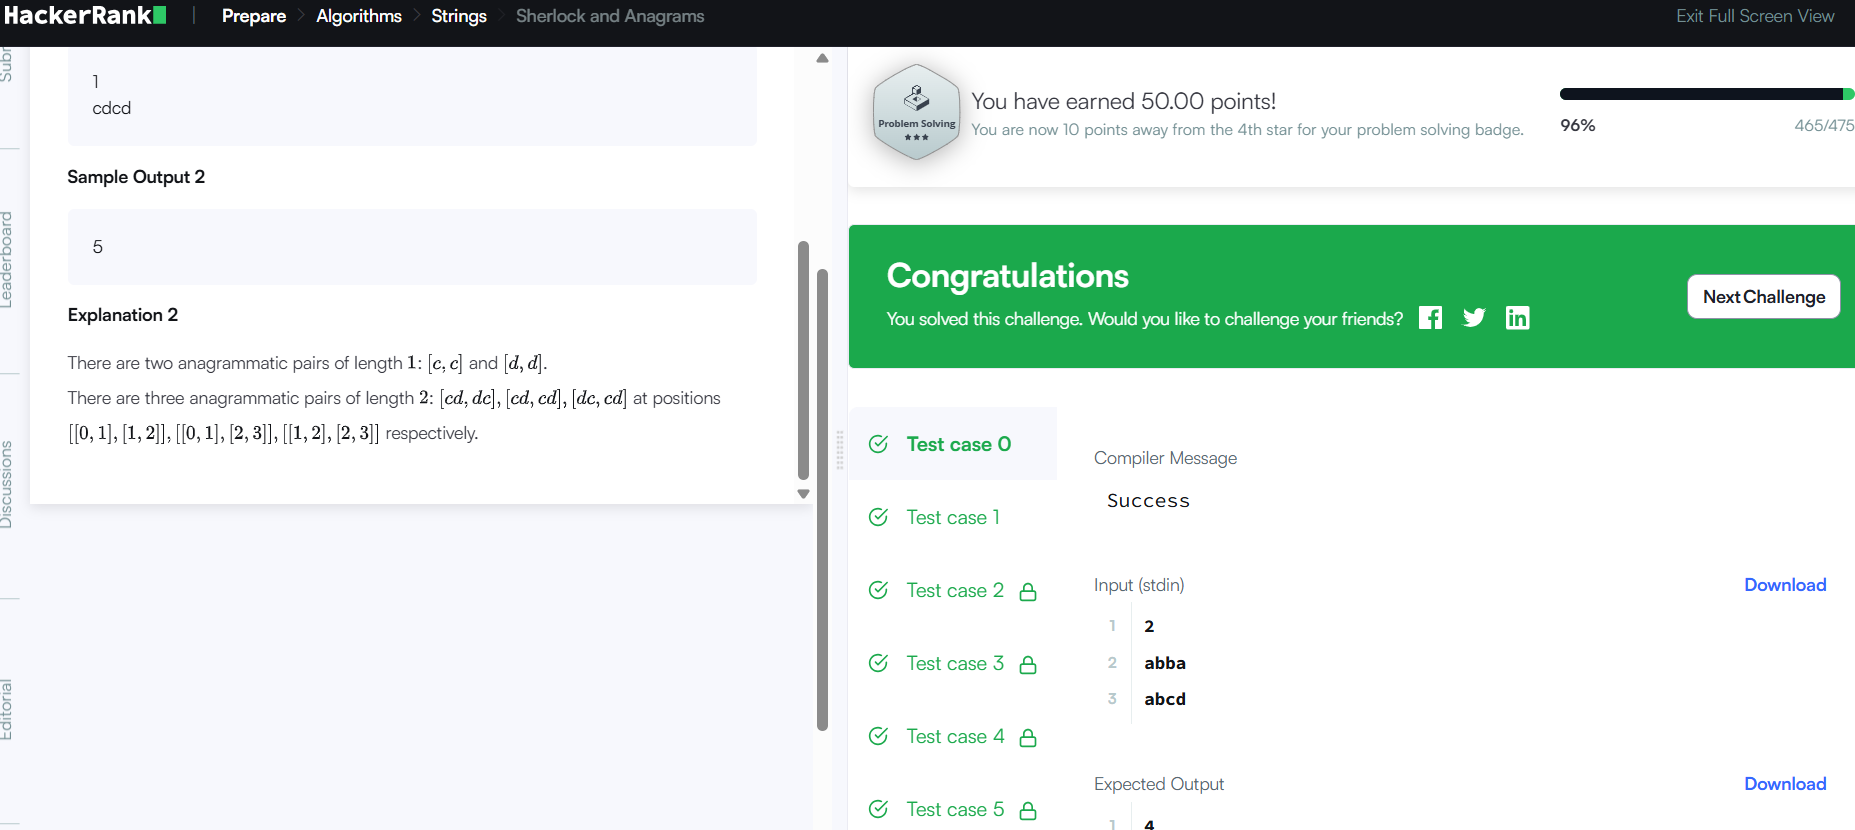 HackerRank | Prepare > Algorithms > Strings > Sherlock and Anagrams
Exit Full Screen View
Leaderboard
Discussions
Editorial
1
cdcd
Sample Output 2
5
Explanation 2
There are two anagrammatic pairs of length 1: [c, c] and [d, d].
There are three anagrammatic pairs of length 2: [cd, dc], [cd, cd], [dc, cd] at positions
[[0, 1], [1, 2]], [[0, 1], [2, 3]], [[1, 2], [2, 3]] respectively.
Problem Solving
You have earned 50.00 points!
You are now 10 points away from the 4th star for your problem solving badge.
96%
465/475
Congratulations
You solved this challenge. Would you like to challenge your friends?
Next Challenge
Test case 0
Test case 1
Test case 2
Test case 3
Test case 4
Test case 5
Compiler Message
Success
Input (stdin)
Download
1 2
2 abba
3 abcd
Expected Output
Download
1 4